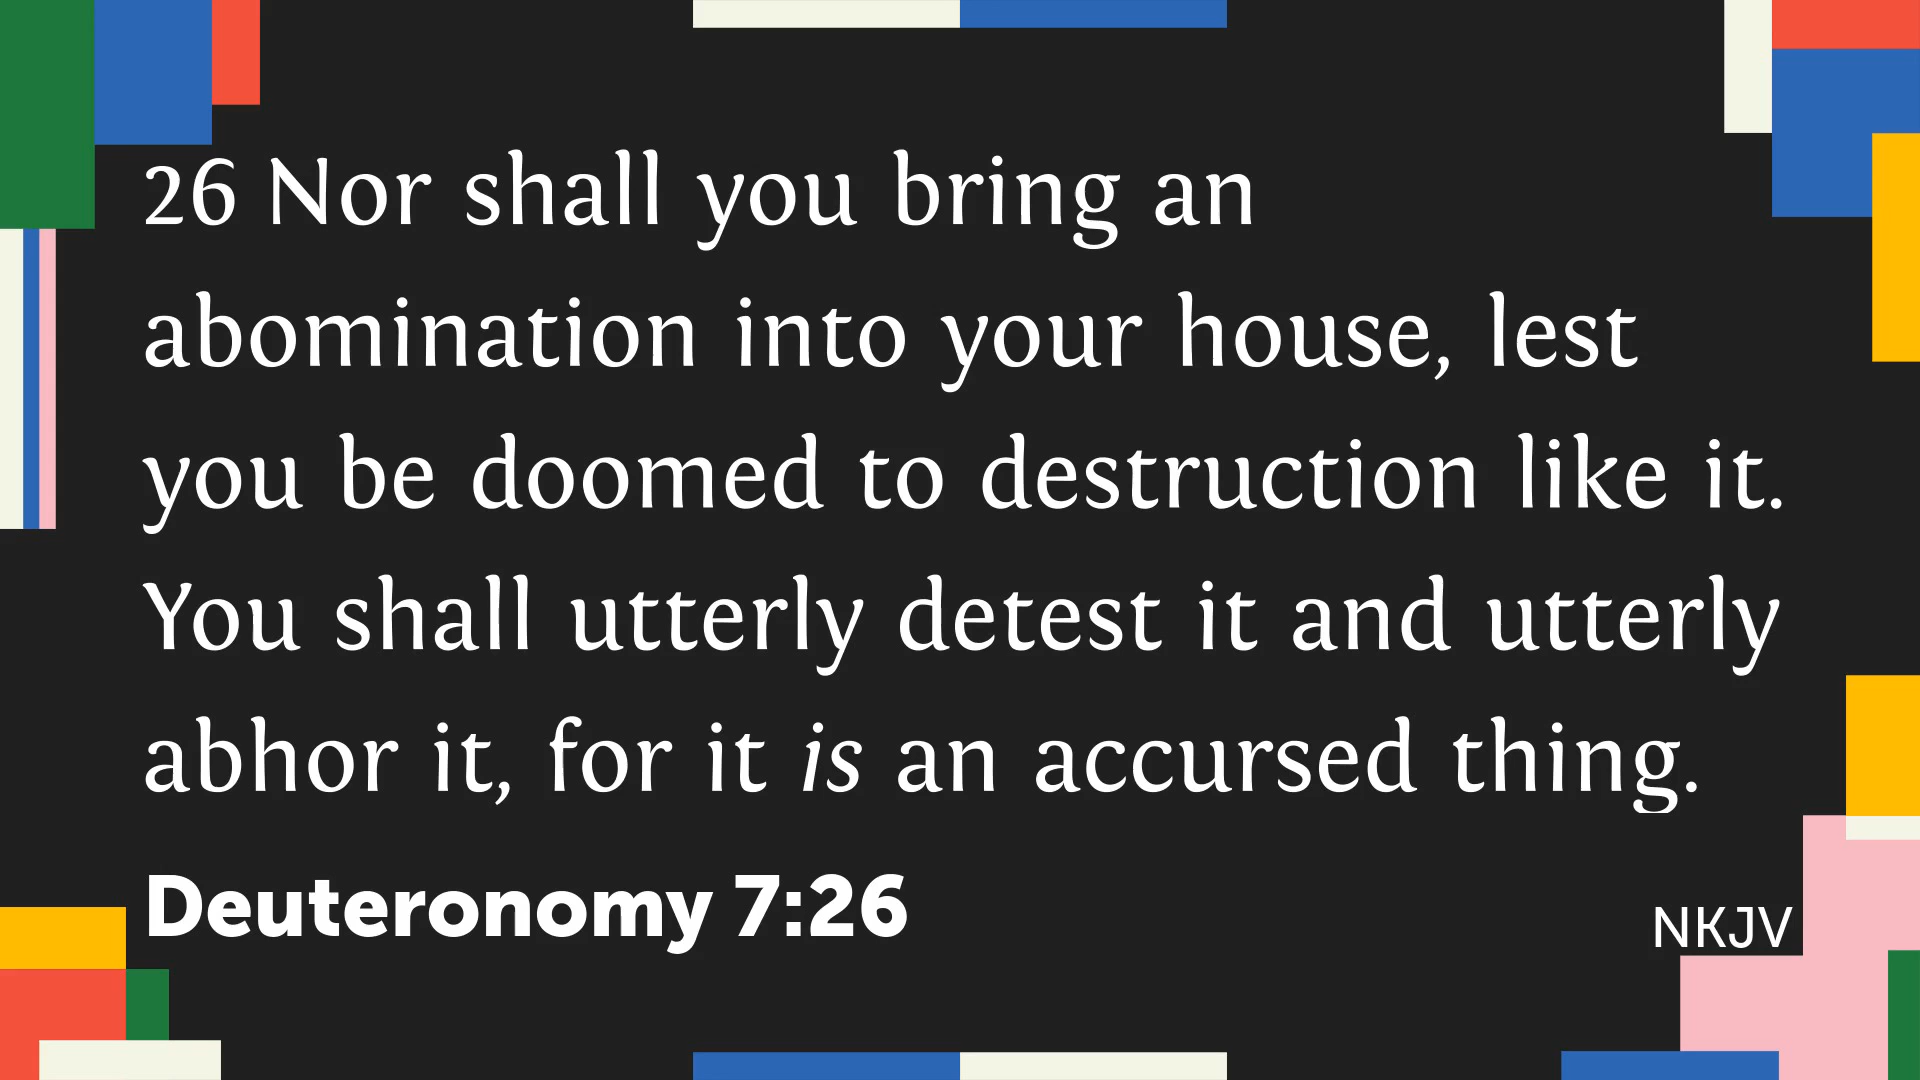 26 Nor shall you bring an
abomination into your house, lest
you be doomed to destruction like it.
You shall utterly detest it and utterly
abhor it, for it is an accursed thing.
Deuteronomy 7:26
NKJV